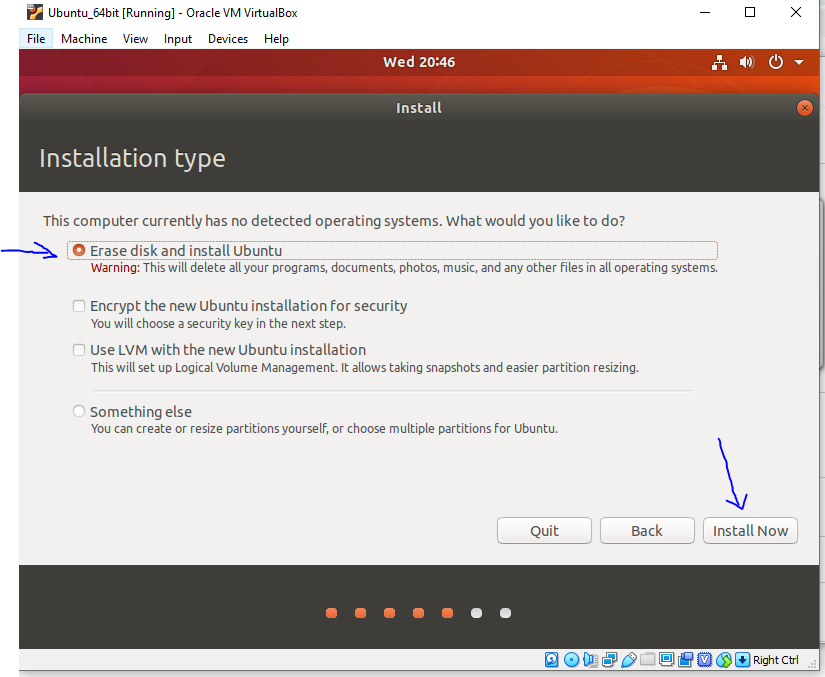 Ubuntu_64bit [Running] - Oracle VM VirtualBox
File Machine View Input Devices Help
Wed 20:46
Install
Installation type
This computer currently has no detected operating systems. What would you like to do?
Erase disk and install Ubuntu
Warning: This will delete all your programs, documents, photos, music, and any other files in all operating systems.
Encrypt the new Ubuntu installation for security
You will choose a security key in the next step.
Use LVM with the new Ubuntu installation
This will set up Logical Volume Management. It allows taking snapshots and easier partition resizing.
Something else
You can create or resize partitions yourself, or choose multiple partitions for Ubuntu.
Quit Back Install Now
Right Ctrl